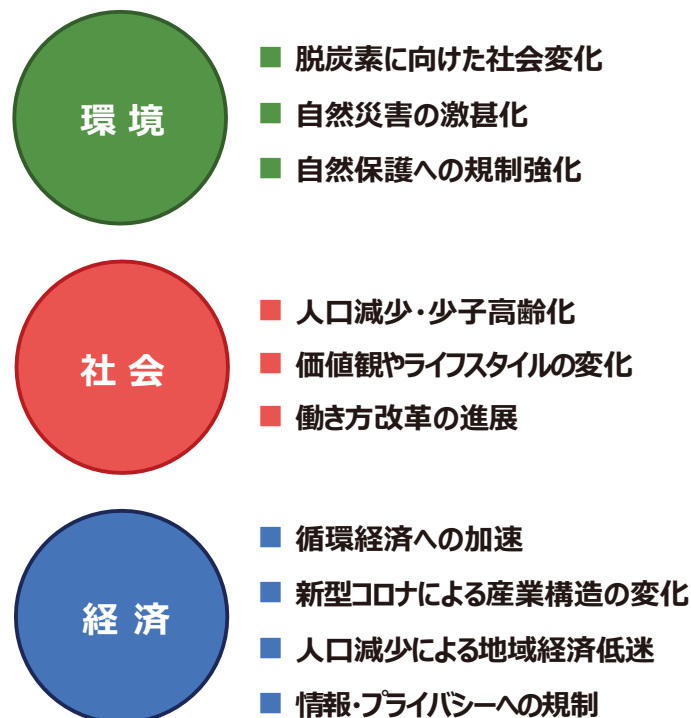 環境
■ 脱炭素に向けた社会変化
■ 自然災害の激甚化
■ 自然保護への規制強化
社会
■ 人口減少・少子高齢化
■ 価値観やライフスタイルの変化
■ 働き方改革の進展
経済
■ 循環経済への加速
■ 新型コロナによる産業構造の変化
■ 人口減少による地域経済低迷
■ 情報・プライバシーへの規制